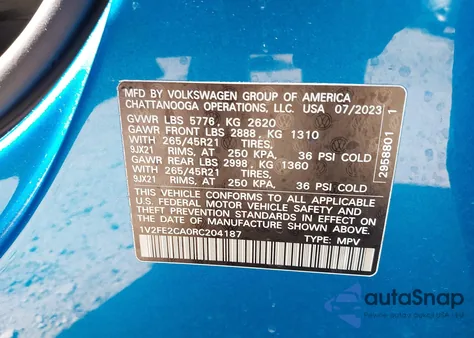 MFD BY VOLKSWAGEN GROUP OF AMERICA
CHATTANOOGA OPERATIONS, LLC. USA 07/2023
GVWR LBS 5776, KG 2620
GAWR FRONT LBS 2888, KG 1310
WITH 265/45R21
9JX21 RIMS, AT 250 KPA. 36 PSI COLD
GAWR REAR LBS 2998, KG 1360
WITH 265/45R21
9JX21 RIMS, AT 250 KPA. 36 PSI COLD
THIS VEHICLE CONFORMS TO ALL APPLICABLE
U.S. FEDERAL MOTOR VEHICLE SAFETY, BUMPER,
AND THEFT PREVENTION STANDARDS IN EFFECT ON
THE DATE OF MANUFACTURE SHOWN ABOVE.
1V2FE2CA0RC204187 TYPE: MPV
2958801 1
autoSnap